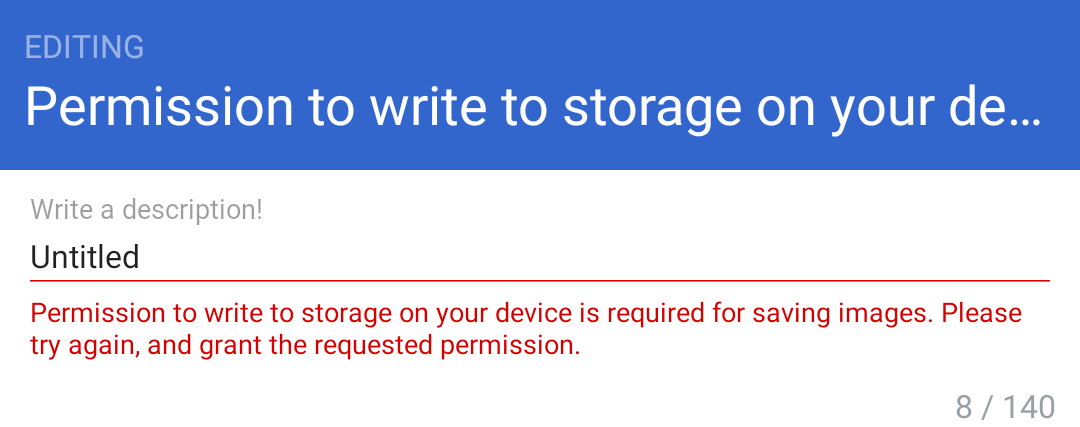 EDITING
Permission to write to storage on your de...
Write a description!
Untitled
Permission to write to storage on your device is required for saving images. Please
try again, and grant the requested permission.
8 / 140